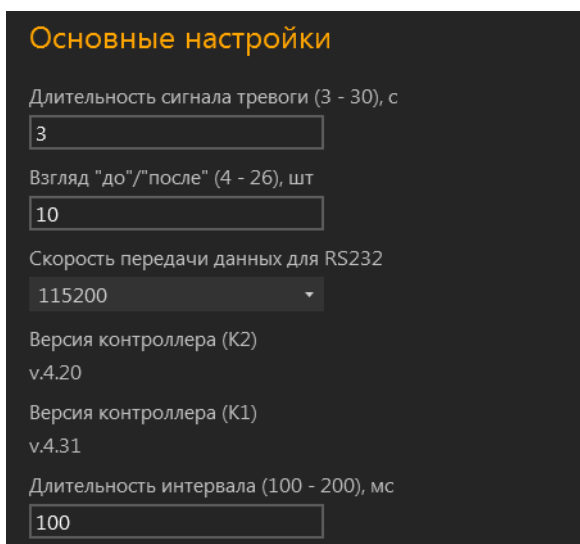 Основные настройки
Длительность сигнала тревоги (3 - 30), с
3
Взгляд "до"/"после" (4 - 26), шт
10
Скорость передачи данных для RS232
115200
Версия контроллера (К2)
v.4.20
Версия контроллера (К1)
v.4.31
Длительность интервала (100 - 200), мс
100